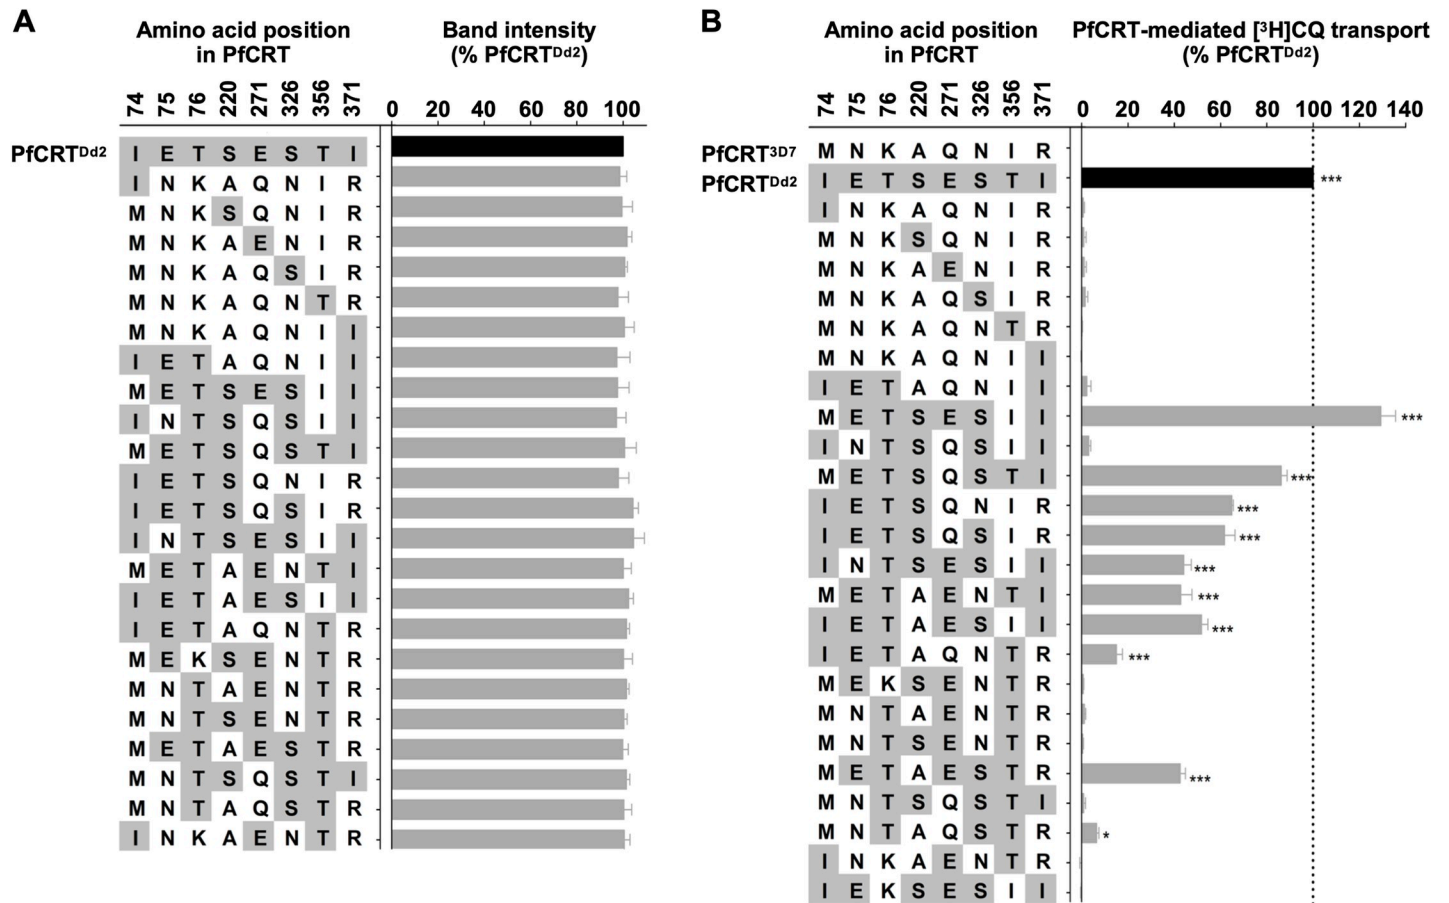 A
Amino acid position
in PfCRT
Band intensity
(% PfCRTDd2)
74 75 76 220 271 326 356 371
0 20 40 60 80 100
PfCRTDd2 I E T S E S T I
I N K A Q N I R
M N K S Q N I R
M N K A E N I R
M N K A Q S I R
M N K A Q N T R
M N K A Q N I I
I E T A Q N I I
M E T S E S I I
I N T S Q S I I
M E T S Q S T I
I E T S Q N I R
I E T S Q S I R
I N T S E S I I
M E T A E N T I
I E T A E S I I
I E T A Q N T R
M E K S E N T R
M N T A E N T R
M N T S E N T R
M E T A E S T R
M N T S Q S T I
M N T A Q S T R
I N K A E N T R
B
Amino acid position
in PfCRT
PfCRT-mediated [3H]CQ transport
(% PfCRTDd2)
74 75 76 220 271 326 356 371
0 20 40 60 80 100 120 140
PfCRT3D7 M N K A Q N I R
PfCRTDd2 I E T S E S T I ***
I N K A Q N I R
M N K S Q N I R
M N K A E N I R
M N K A Q S I R
M N K A Q N T R
M N K A Q N I I
I E T A Q N I I
M E T S E S I I ***
I N T S Q S I I
M E T S Q S T I ***
I E T S Q N I R ***
I E T S Q S I R ***
I N T S E S I I ***
M E T A E N T I ***
I E T A E S I I ***
I E T A Q N T R ***
M E K S E N T R
M N T A E N T R
M N T S E N T R
M E T A E S T R ***
M N T S Q S T I
M N T A Q S T R *
I N K A E N T R
I E K S E S I I